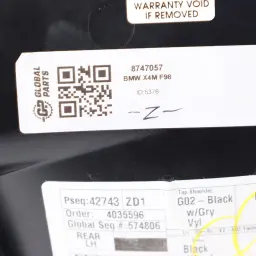 WARRANTY VOID
IF REMOVED
GP GLOBAL PARTS
8747057
BMW X4M F98
-Z-
Pseq: 42743 ZD1
Order: 4035596
Global Seq # 574806
REAR
LH
G02 - Black
w/Gry
Vyl